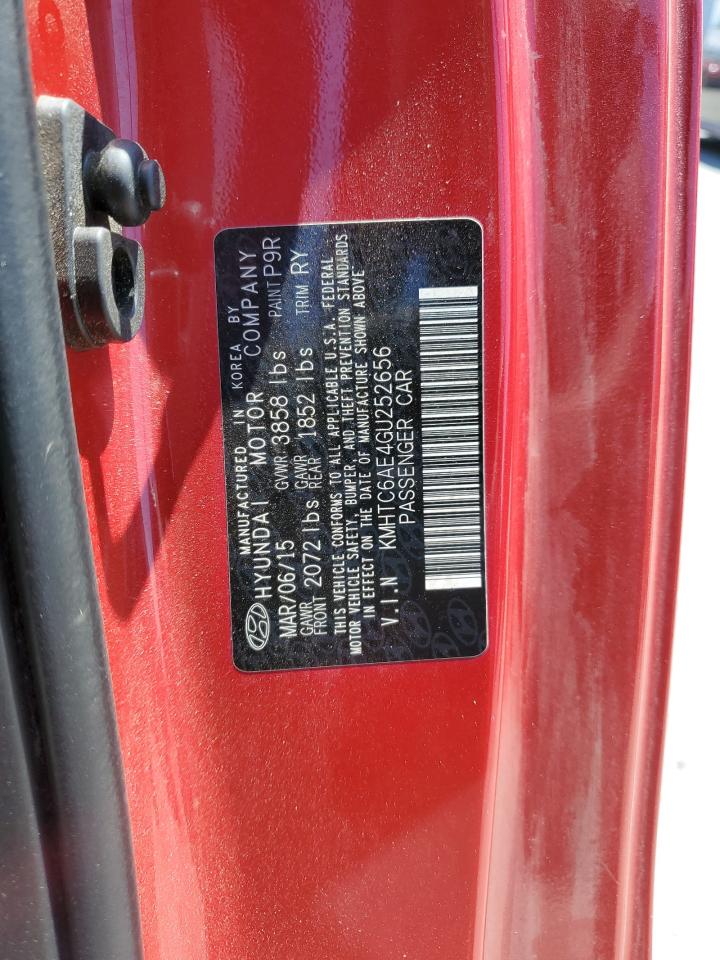 MANUFACTURED IN KOREA BY
HYUNDAI MOTOR COMPANY
MAR/06/15 GVWR 3858 lbs PAINT P9R
GAWR FRONT 2072 lbs GAWR REAR 1852 lbs TRIM RY
THIS VEHICLE CONFORMS TO ALL APPLICABLE U.S.A. FEDERAL
MOTOR VEHICLE SAFETY, BUMPER, AND THEFT PREVENTION STANDARDS
IN EFFECT ON THE DATE OF MANUFACTURE SHOWN ABOVE
V.I.N KMHTC6AE4GU252656
PASSENGER CAR